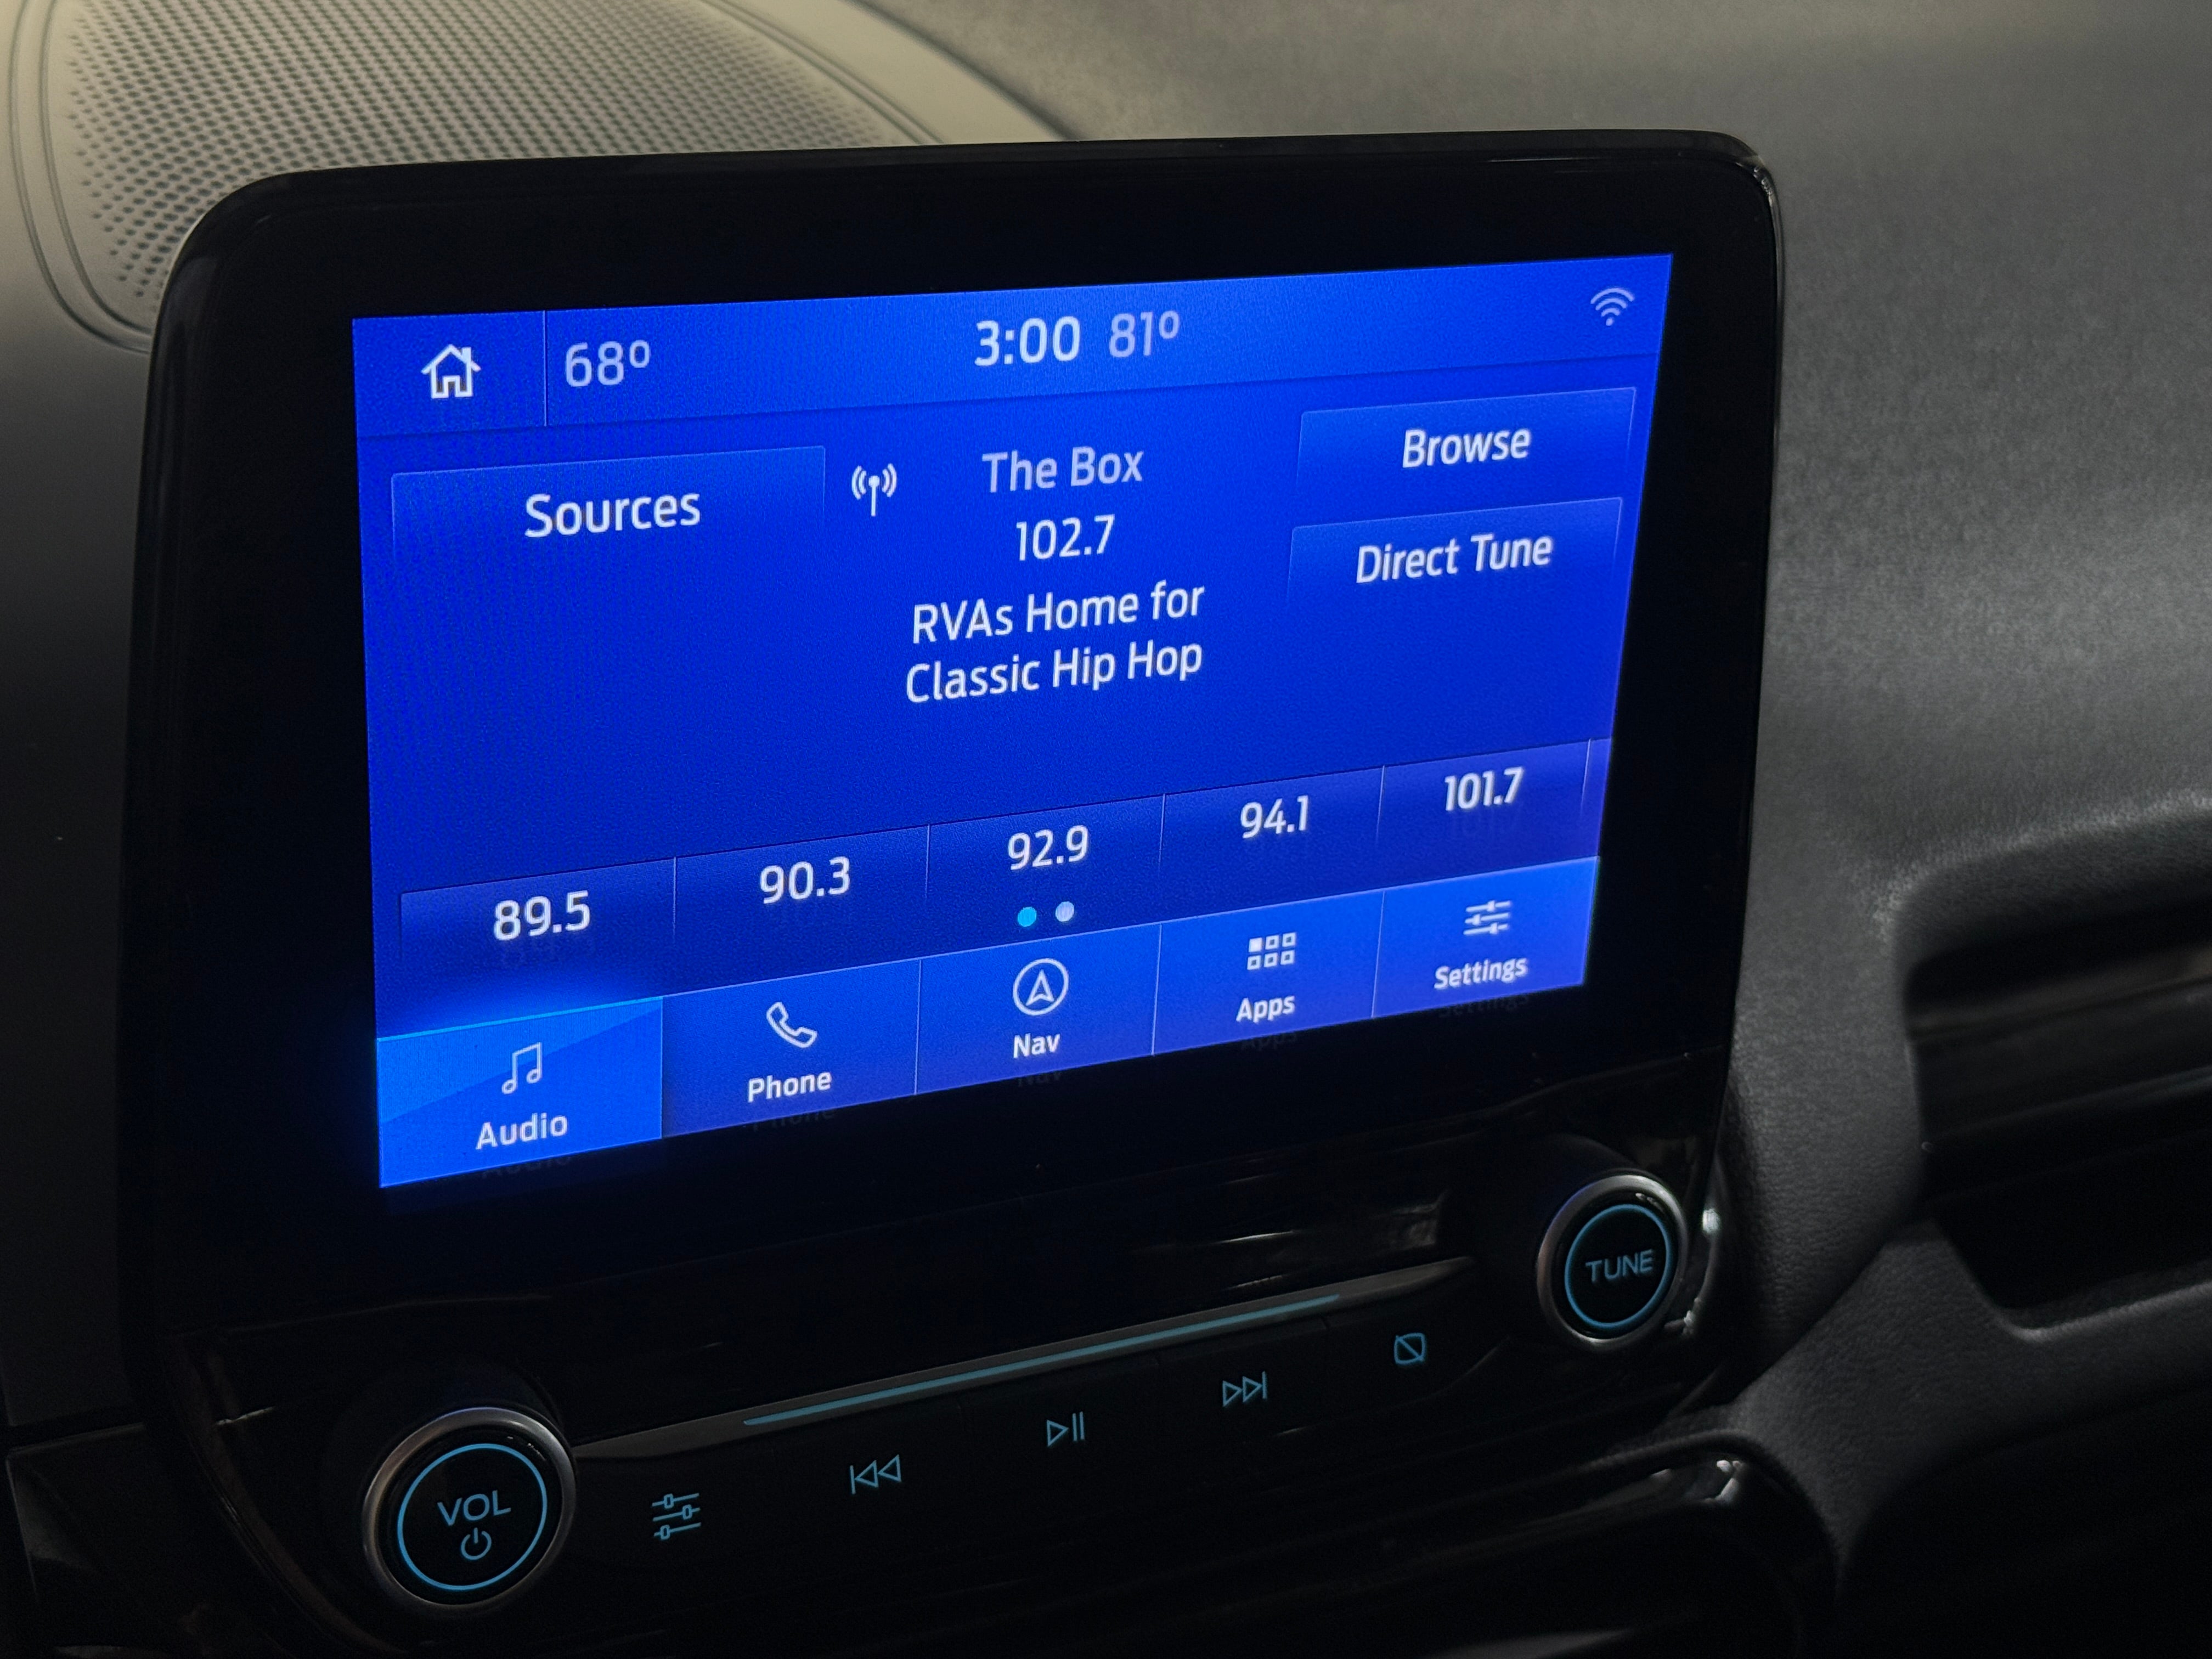 68° 3:00 81°
Sources
The Box
102.7
RVAs Home for
Classic Hip Hop
Browse
Direct Tune
89.5 90.3 92.9 94.1 101.7
Audio Phone Nav Apps Settings
VOL
TUNE